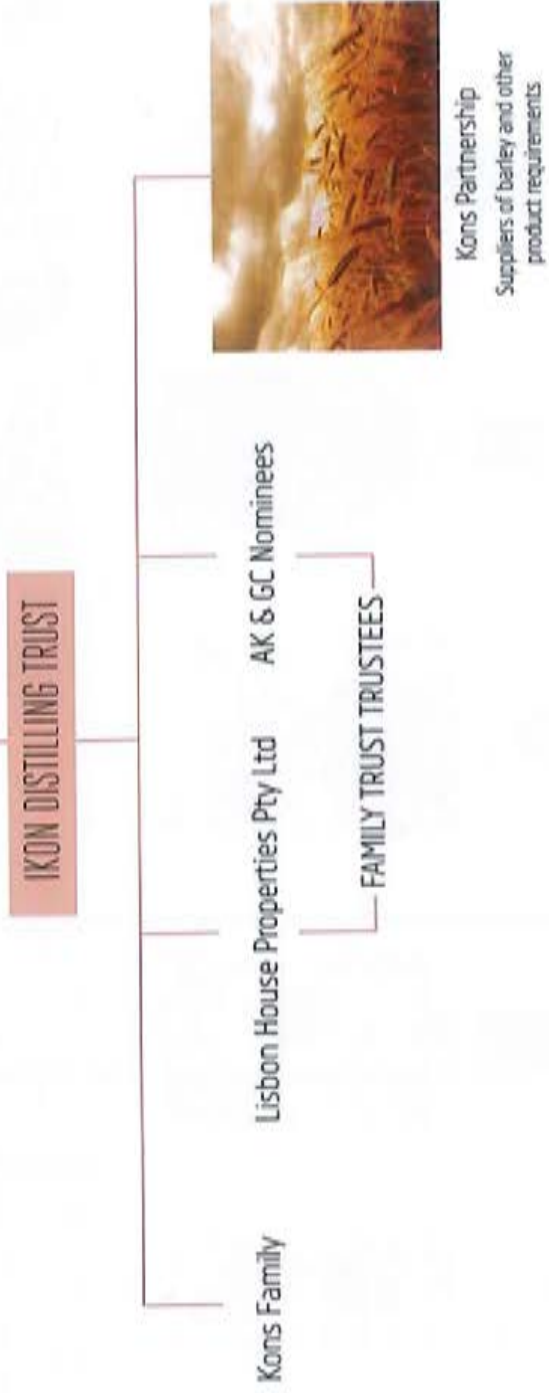 IKON DISTILLING TRUST
Kons Family
Lisbon House Properties Pty Ltd
AK & GC Nominees
FAMILY TRUST TRUSTEES
Kons Partnership
Suppliers of barley and other
product requirements